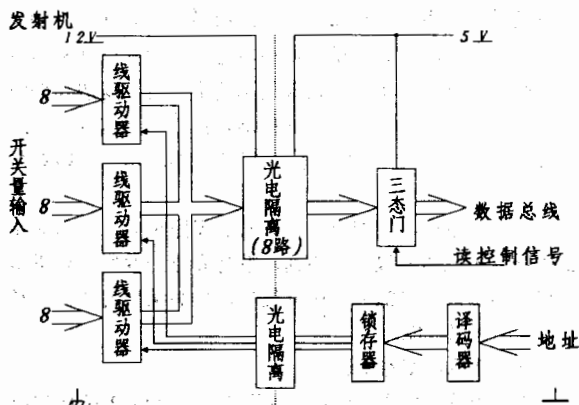 发射机
12V
5V
8
线驱动器
开关量输入
8
线驱动器
光电隔离(8路)
三态门
数据总线
读控制信号
8
线驱动器
光电隔离
锁存器
译码器
地址